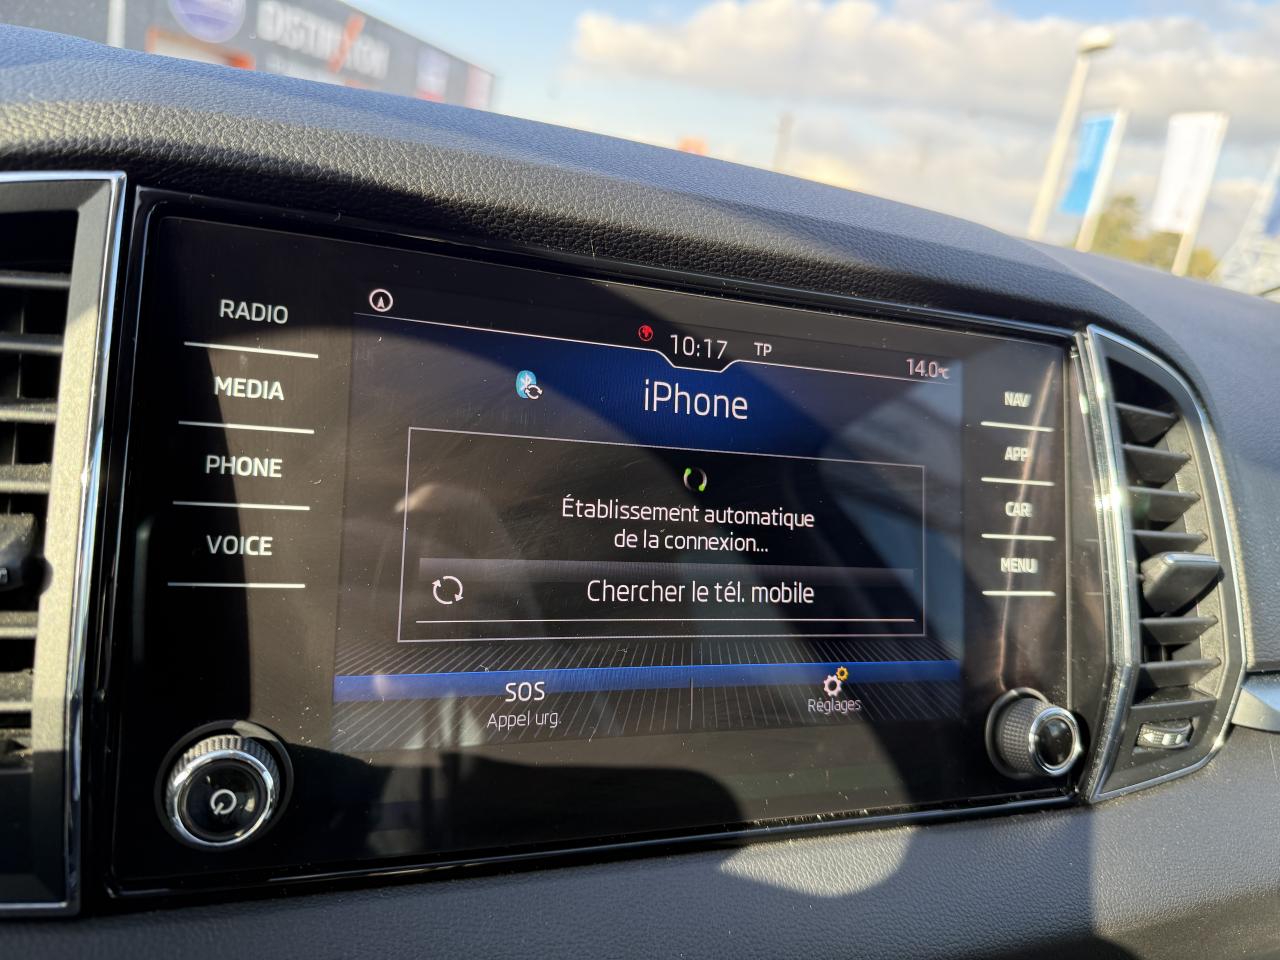 RADIO
MEDIA
PHONE
VOICE
10:17
TP
14.0°C
iPhone
Établissement automatique
de la connexion...
Chercher le tél. mobile
SOS
Appel urg.
Réglages
NAV
APP
CAR
MENU